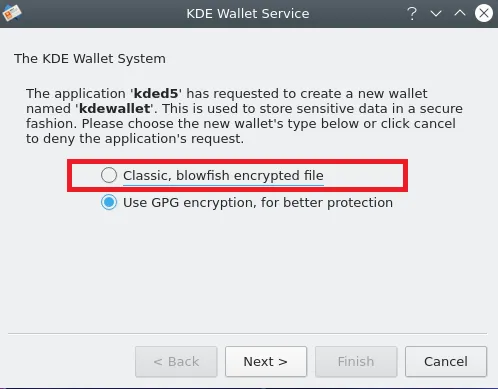 KDE Wallet Service
The KDE Wallet System
The application 'kded5' has requested to create a new wallet
named 'kdewallet'. This is used to store sensitive data in a secure
fashion. Please choose the new wallet's type below or click cancel
to deny the application's request.
Classic, blowfish encrypted file
Use GPG encryption, for better protection
< Back
Next >
Finish
Cancel